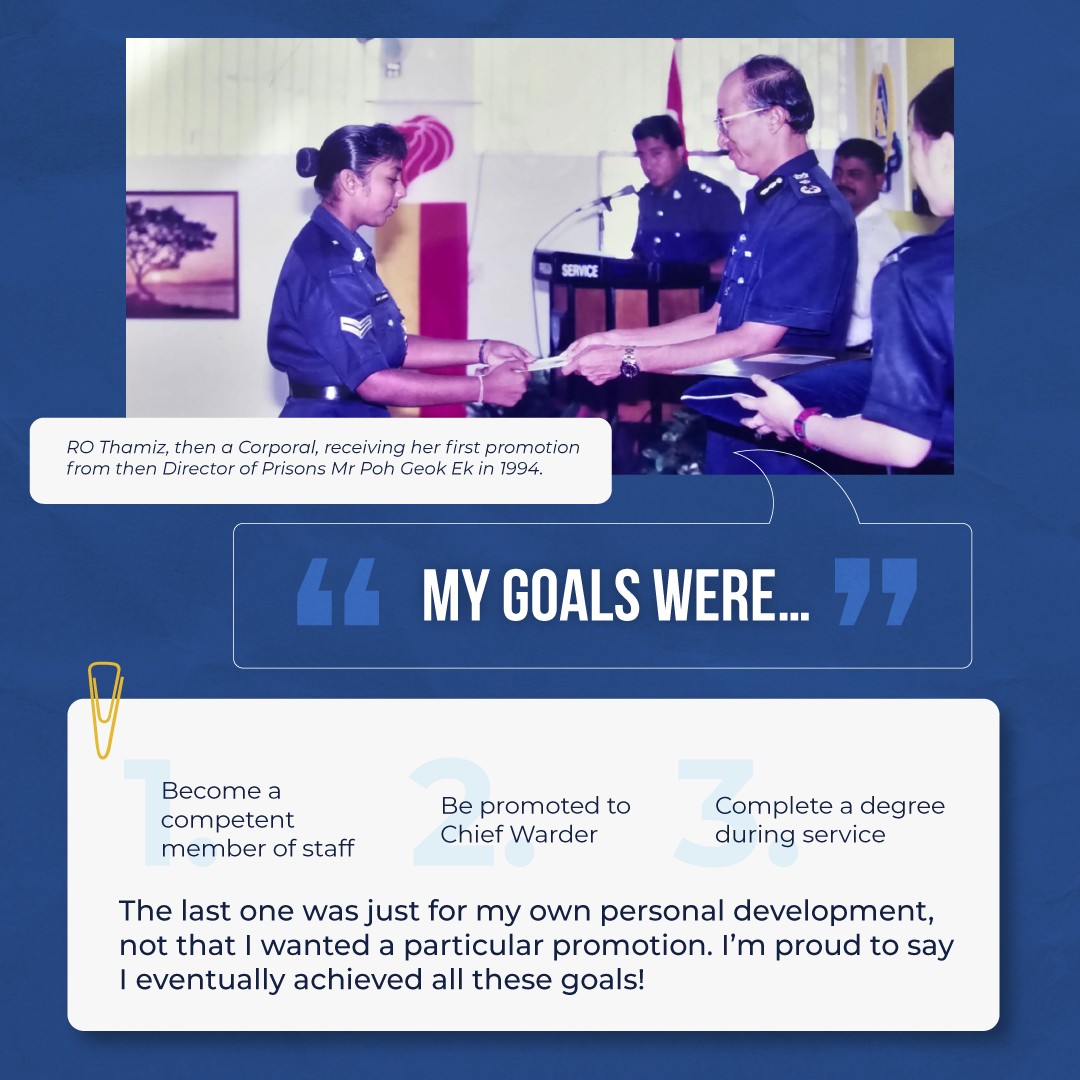 SERVICE
RO Thamiz, then a Corporal, receiving her first promotion
from then Director of Prisons Mr Poh Geok Ek in 1994.
“ MY GOALS WERE... ”
1. Become a
competent
member of staff
2. Be promoted to
Chief Warder
3. Complete a degree
during service
The last one was just for my own personal development,
not that I wanted a particular promotion. I’m proud to say
I eventually achieved all these goals!